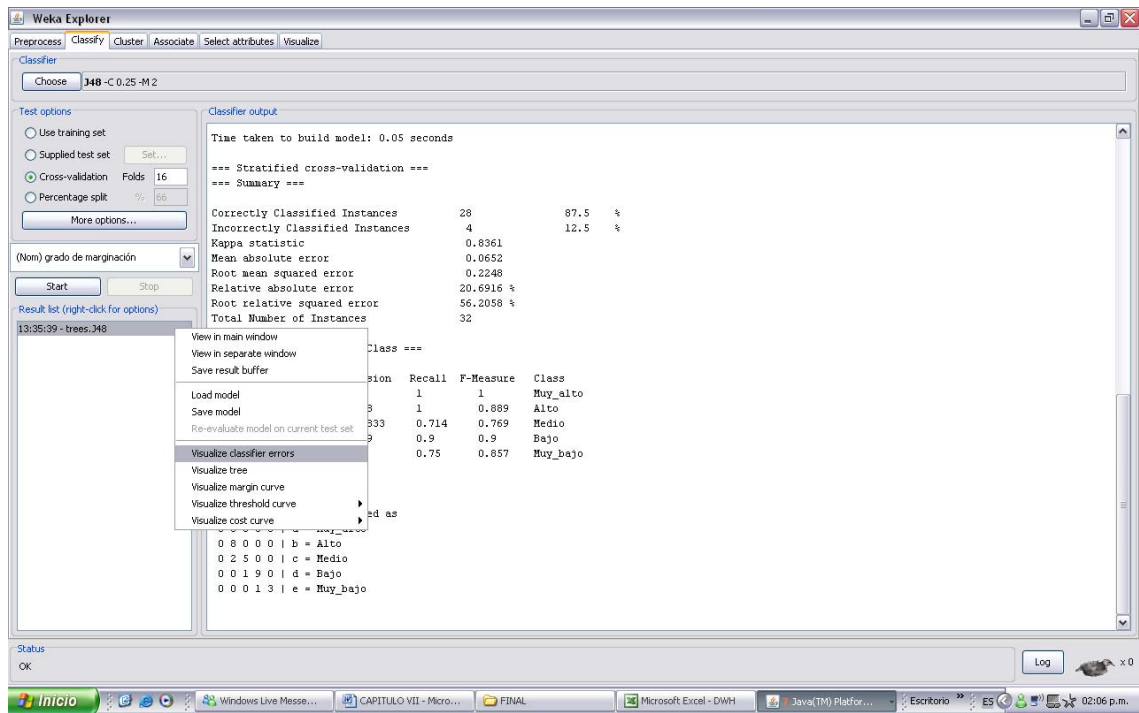 Weka Explorer
Preprocess Classify Cluster Associate Select attributes Visualize
Classifier
Choose J48 -C 0.25 -M 2
Test options
Use training set
Supplied test set Set...
Cross-validation Folds 16
Percentage split % 66
More options...
(Nom) grado de marginación
Start Stop
Result list (right-click for options)
13:35:39 - trees.J48
View in main window
View in separate window
Save result buffer
Load model
Save model
Re-evaluate model on current test set
Visualize classifier errors
Visualize tree
Visualize margin curve
Visualize threshold curve
Visualize cost curve
Classifier output
Time taken to build model: 0.05 seconds
=== Stratified cross-validation ===
=== Summary ===
Correctly Classified Instances 28 87.5 %
Incorrectly Classified Instances 4 12.5 %
Kappa statistic 0.8361
Mean absolute error 0.0652
Root mean squared error 0.2248
Relative absolute error 20.6916 %
Root relative squared error 56.2058 %
Total Number of Instances 32
Class ===
sion Recall F-Measure Class
1 1 Muy_alto
1 0.889 Alto
833 0.714 0.769 Medio
9 0.9 0.9 Bajo
0.75 0.857 Muy_bajo
ed as
0 8 0 0 0 | b = Alto
0 2 5 0 0 | c = Medio
0 0 1 9 0 | d = Bajo
0 0 0 1 3 | e = Muy_bajo
Status
OK
Log x 0
Inicio Windows Live Messe... CAPITULO VII - Micro... FINAL Microsoft Excel - DWH Java(TM) Platfor... Escritorio » ES 02:06 p.m.